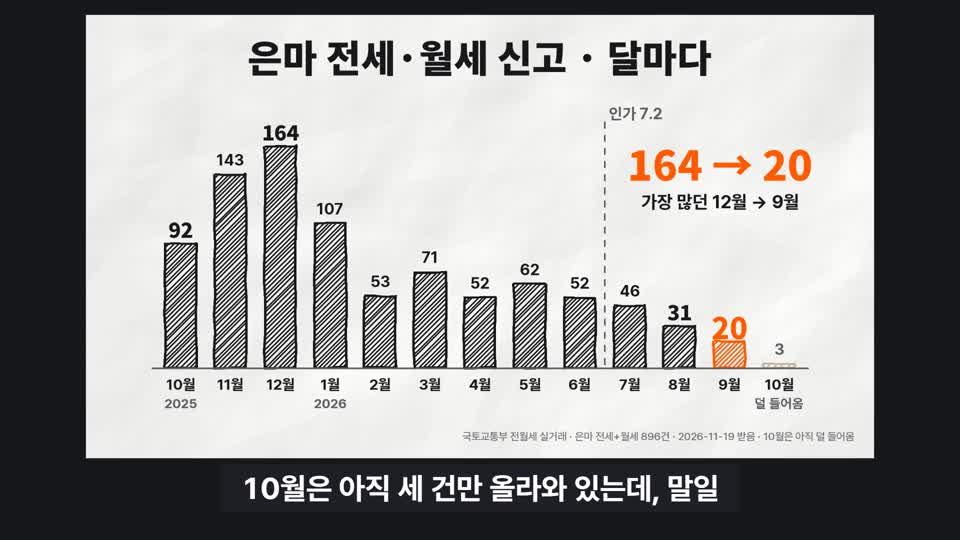 은마 전세·월세 신고 · 달마다
인가 7.2
164 → 20
가장 많던 12월 → 9월
92
143
164
107
53
71
52
62
52
46
31
20
3
10월 11월 12월 1월 2월 3월 4월 5월 6월 7월 8월 9월 10월
2025 2026 덜 들어옴
국토교통부 전월세 실거래 · 은마 전세+월세 896건 · 2026-11-19 받음 · 10월은 아직 덜 들어옴
10월은 아직 세 건만 올라와 있는데, 말일